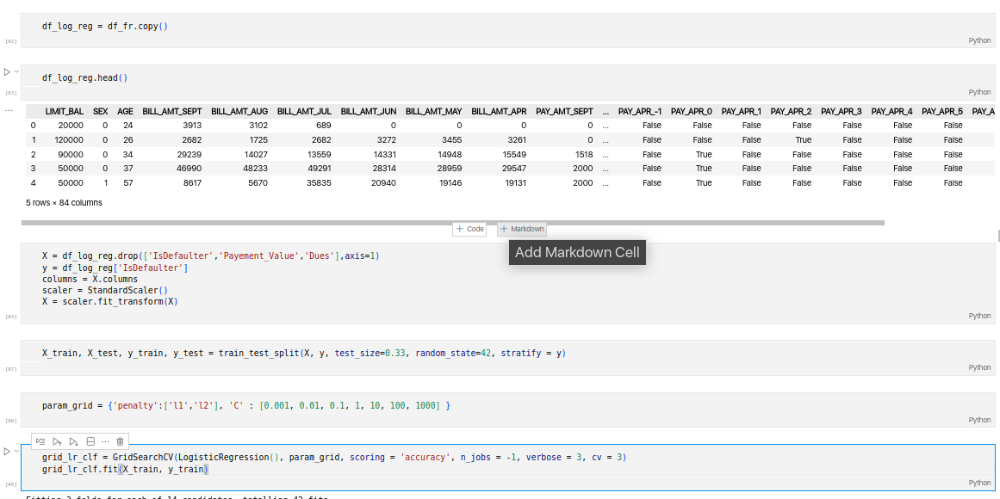 df_log_reg = df_fr.copy()
[82]
Python
df_log_reg.head()
[83]
Python
...
LIMIT_BAL SEX AGE BILL_AMT_SEPT BILL_AMT_AUG BILL_AMT_JUL BILL_AMT_JUN BILL_AMT_MAY BILL_AMT_APR PAY_AMT_SEPT ... PAY_APR_-1 PAY_APR_0 PAY_APR_1 PAY_APR_2 PAY_APR_3 PAY_APR_4 PAY_APR_5 PAY_A
0 20000 0 24 3913 3102 689 0 0 0 0 ... False False False False False False False
1 120000 0 26 2682 1725 2682 3272 3455 3261 0 ... False False False True False False False
2 90000 0 34 29239 14027 13559 14331 14948 15549 1518 ... False True False False False False False
3 50000 0 37 46990 48233 49291 28314 28959 29547 2000 ... False True False False False False False
4 50000 1 57 8617 5670 35835 20940 19146 19131 2000 ... False True False False False False False
5 rows × 84 columns
+ Code + Markdown
Add Markdown Cell
X = df_log_reg.drop(['IsDefaulter','Payement_Value','Dues'],axis=1)
y = df_log_reg['IsDefaulter']
columns = X.columns
scaler = StandardScaler()
X = scaler.fit_transform(X)
[84]
Python
X_train, X_test, y_train, y_test = train_test_split(X, y, test_size=0.33, random_state=42, stratify = y)
[87]
Python
param_grid = {'penalty':['l1','l2'], 'C' : [0.001, 0.01, 0.1, 1, 10, 100, 1000] }
[88]
Python
...
grid_lr_clf = GridSearchCV(LogisticRegression(), param_grid, scoring = 'accuracy', n_jobs = -1, verbose = 3, cv = 3)
grid_lr_clf.fit(X_train, y_train)
[89]
Python
Fitting 3 folds for each of 14 candidates, totalling 42 fits